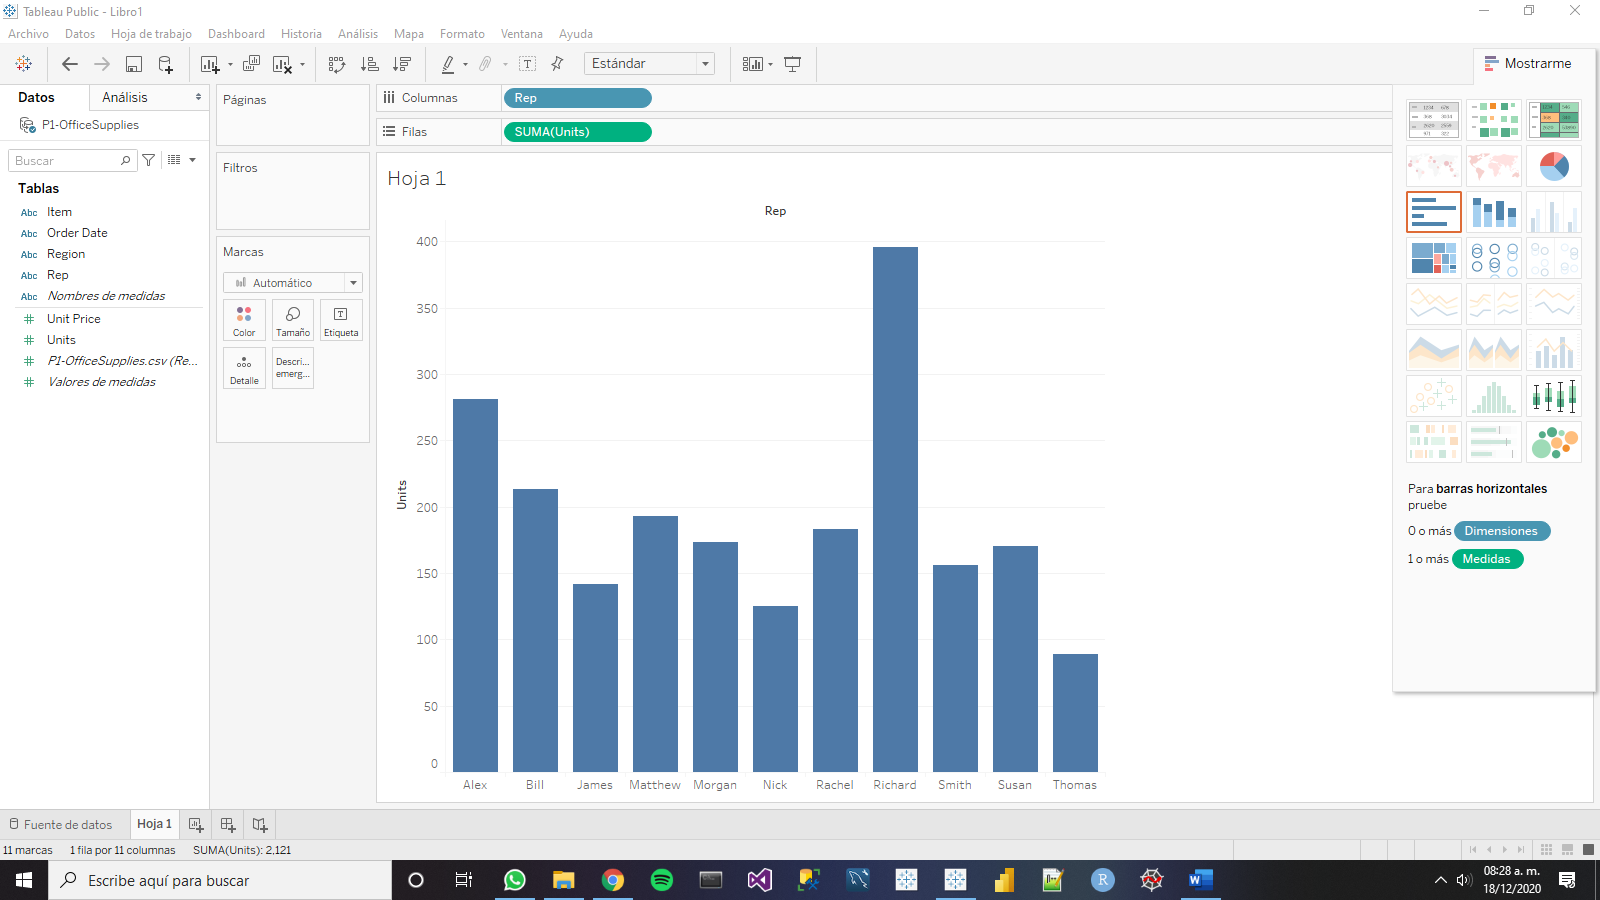 Tableau Public - Libro1
Archivo Datos Hoja de trabajo Dashboard Historia Análisis Mapa Formato Ventana Ayuda
Estándar
Mostrarme
Datos Análisis
P1-OfficeSupplies
Buscar
Tablas
Abc Item
Abc Order Date
Abc Region
Abc Rep
Abc Nombres de medidas
# Unit Price
# Units
# P1-OfficeSupplies.csv (Re...
# Valores de medidas
Páginas
Filtros
Marcas
Automático
Color Tamaño Etiqueta
Detalle
Descri...
emerg...
Columnas Rep
Filas SUMA(Units)
Hoja 1
Rep
Units
400
350
300
250
200
150
100
50
0
Alex Bill James Matthew Morgan Nick Rachel Richard Smith Susan Thomas
Para barras horizontales
pruebe
0 o más Dimensiones
1 o más Medidas
Fuente de datos Hoja 1
11 marcas 1 fila por 11 columnas SUMA(Units): 2,121
Escribe aquí para buscar
08:28 a. m.
18/12/2020